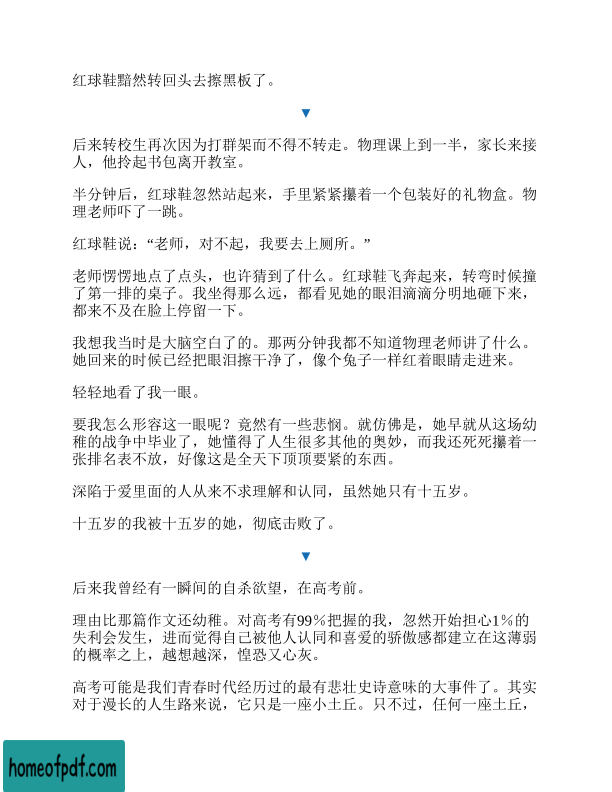 红球鞋黯然转回头去擦黑板了。
▼
后来转校生再次因为打群架而不得不转走。物理课上到一半，家长来接
人，他拎起书包离开教室。
半分钟后，红球鞋忽然站起来，手里紧紧攥着一个包装好的礼物盒。物
理老师吓了一跳。
红球鞋说：“老师，对不起，我要去上厕所。”
老师愣愣地点了点头，也许猜到了什么。红球鞋飞奔起来，转弯时候撞
了第一排的桌子。我坐得那么远，都看见她的眼泪滴滴分明地砸下来，
都来不及在脸上停留一下。
我想我当时是大脑空白了的。那两分钟我都不知道物理老师讲了什么。
她回来的时候已经把眼泪擦干净了，像个兔子一样红着眼睛走进来。
轻轻地看了我一眼。
要我怎么形容这一眼呢？竟然有一些悲悯。就仿佛是，她早就从这场幼
稚的战争中毕业了，她懂得了人生很多其他的奥妙，而我还死死攥着一
张排名表不放，好像这是全天下顶顶要紧的东西。
深陷于爱里面的人从来不求理解和认同，虽然她只有十五岁。
十五岁的我被十五岁的她，彻底击败了。
▼
后来我曾经有一瞬间的自杀欲望，在高考前。
理由比那篇作文还幼稚。对高考有99％把握的我，忽然开始担心1％的
失利会发生，进而觉得自己被他人认同和喜爱的骄傲感都建立在这薄弱
的概率之上，越想越深，惶恐又心灰。
高考可能是我们青春时代经历过的最有悲壮史诗意味的大事件了。其实
对于漫长的人生路来说，它只是一座小土丘。只不过，任何一座土丘，
homeofpdf.com